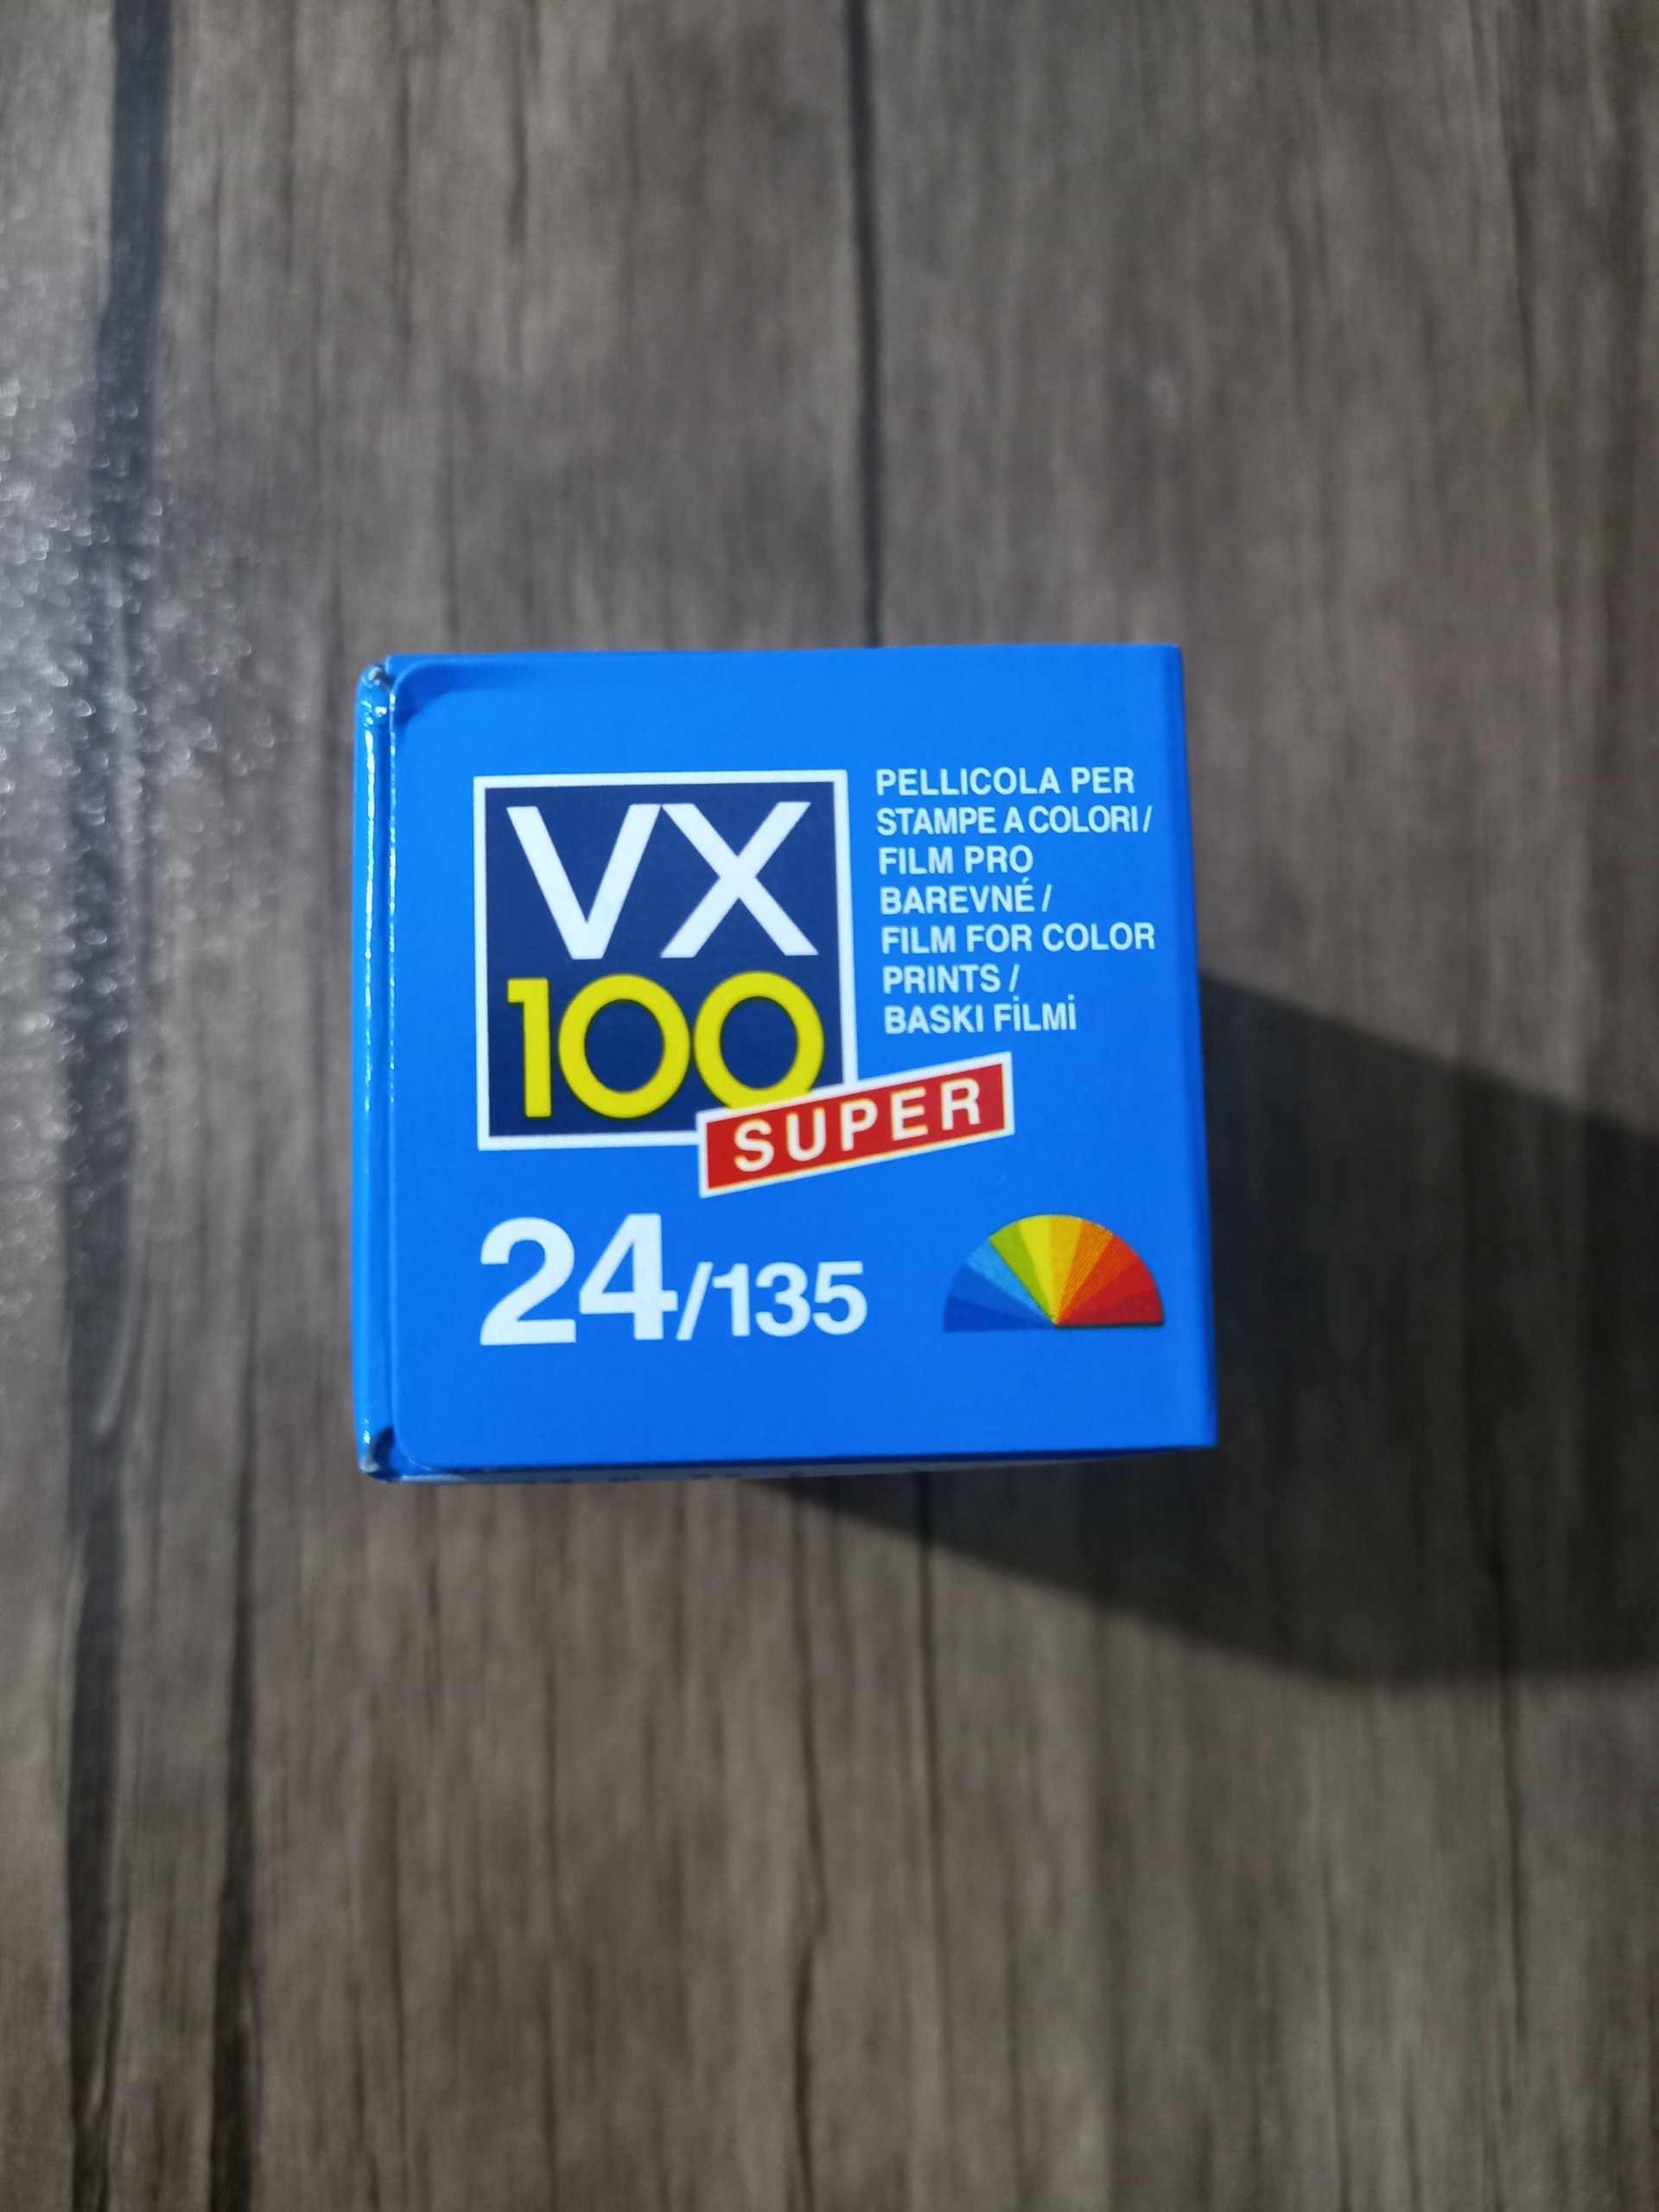 VX
100
SUPER
PELLICOLA PER
STAMPE A COLORI /
FILM PRO
BAREVNÉ /
FILM FOR COLOR
PRINTS /
BASKI FİLMİ
24/135